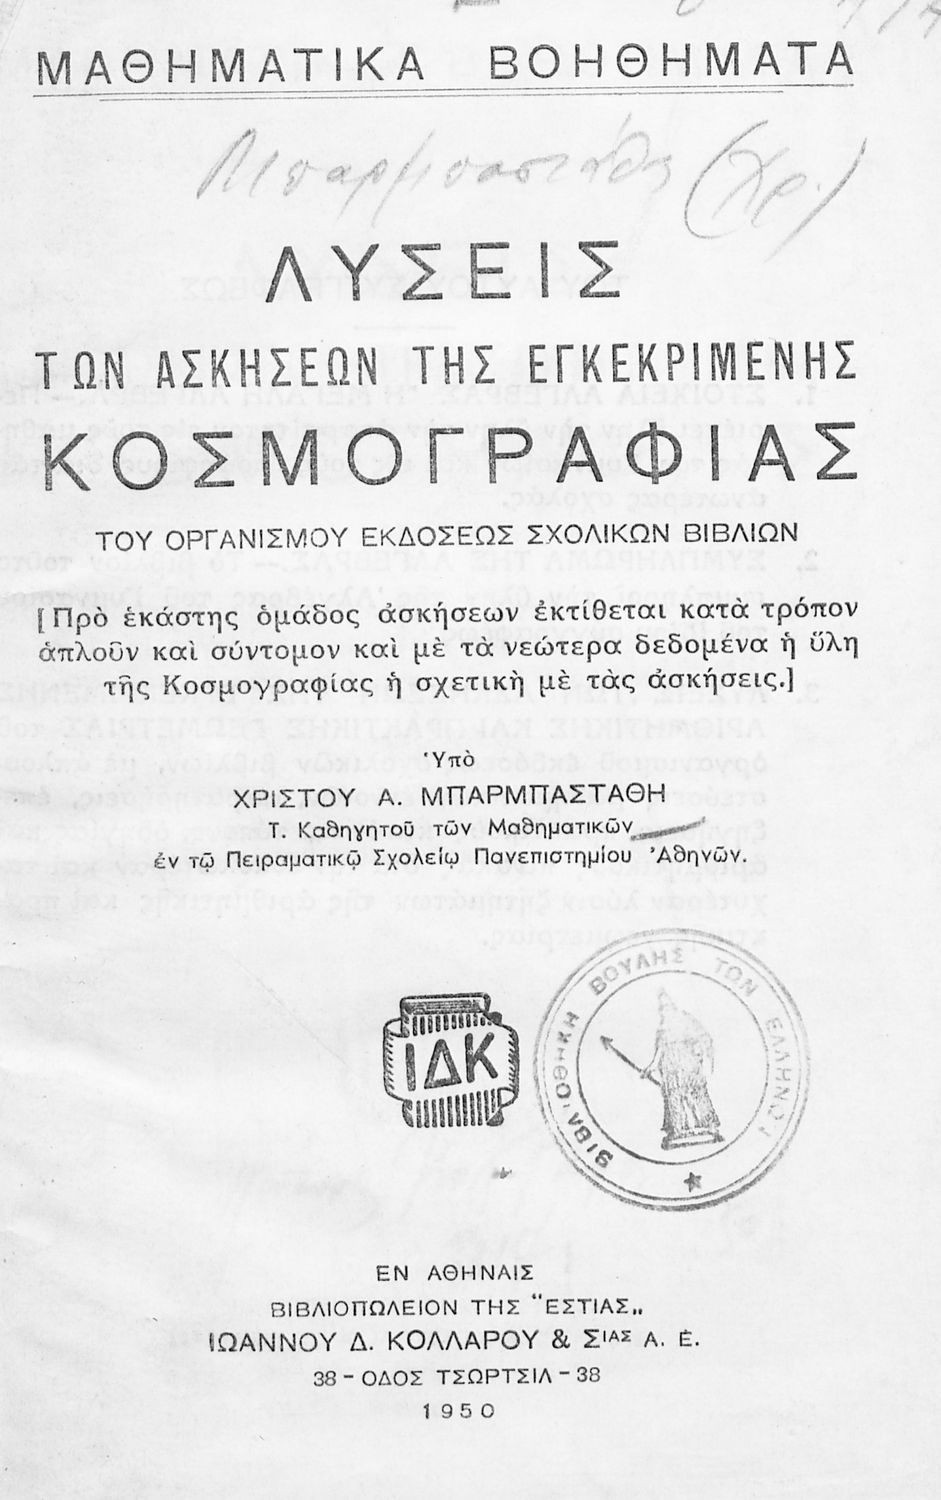 ΜΑΘΗΜΑΤΙΚΑ ΒΟΗΘΗΜΑΤΑ
Μπαρμπαστάθη (Χρ.)
ΛΥΣΕΙΣ
ΤΩΝ ΑΣΚΗΣΕΩΝ ΤΗΣ ΕΓΚΕΚΡΙΜΕΝΗΣ
ΚΟΣΜΟΓΡΑΦΙΑΣ
ΤΟΥ ΟΡΓΑΝΙΣΜΟΥ ΕΚΔΟΣΕΩΣ ΣΧΟΛΙΚΩΝ ΒΙΒΛΙΩΝ
[Πρὸ ἑκάστης ὁμάδος ἀσκήσεων ἐκτίθεται κατὰ τρόπον
ἁπλοῦν καὶ σύντομον καὶ μὲ τὰ νεώτερα δεδομένα ἡ ὕλη
τῆς Κοσμογραφίας ἡ σχετικὴ μὲ τὰς ἀσκήσεις.]
Ὑπὸ
ΧΡΙΣΤΟΥ Α. ΜΠΑΡΜΠΑΣΤΑΘΗ
Τ. Καθηγητοῦ τῶν Μαθηματικῶν
ἐν τῷ Πειραματικῷ Σχολείῳ Πανεπιστημίου Ἀθηνῶν.
ΙΔΚ
ΒΙΒΛΙΟΘΗΚΗ ΒΟΥΛΗΣ ΤΩΝ ΕΛΛΗΝΩΝ
ΕΝ ΑΘΗΝΑΙΣ
ΒΙΒΛΙΟΠΩΛΕΙΟΝ ΤΗΣ "ΕΣΤΙΑΣ„
ΙΩΑΝΝΟΥ Δ. ΚΟΛΛΑΡΟΥ & ΣΙΑΣ Α. Ε.
38 - ΟΔΟΣ ΤΣΩΡΤΣΙΛ - 38
1950